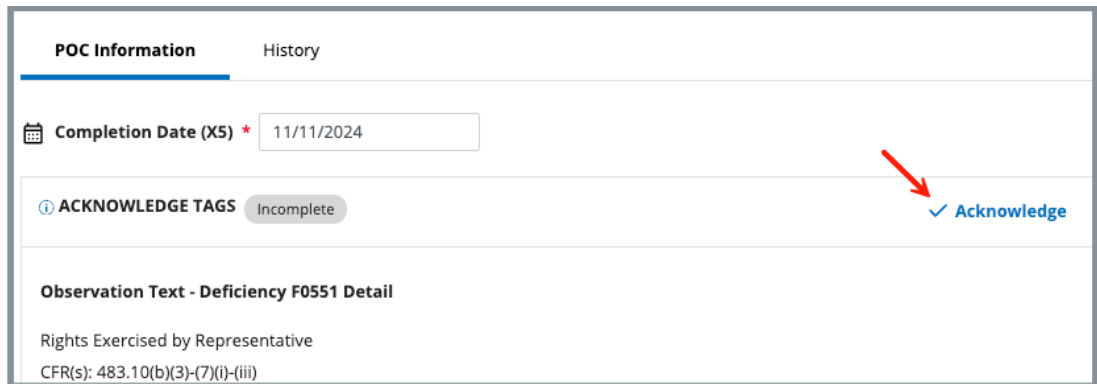 POC Information History
Completion Date (X5) * 11/11/2024
ACKNOWLEDGE TAGS Incomplete Acknowledge
Observation Text - Deficiency F0551 Detail
Rights Exercised by Representative
CFR(s): 483.10(b)(3)-(7)(i)-(iii)